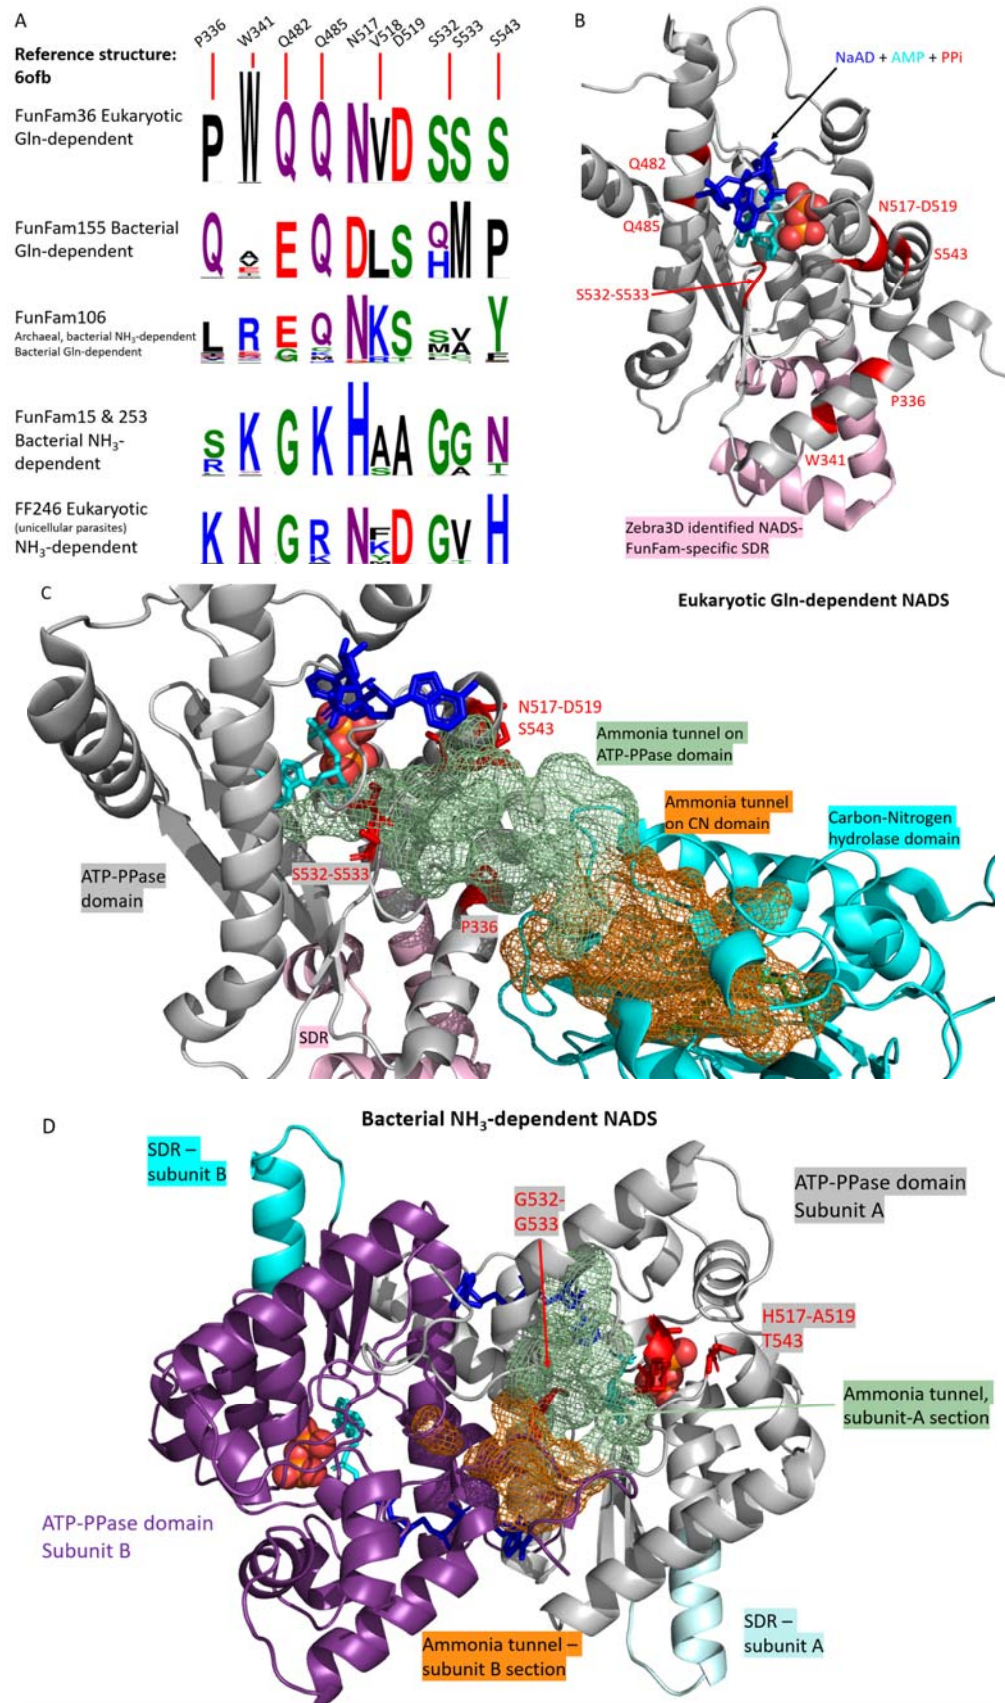 A
P336 W341 Q482 Q485 N517 V518 D519 S532 S533 S543
Reference structure:
6ofb
FunFam36 Eukaryotic
Gln-dependent
P W Q Q N V D S S S
FunFam155 Bacterial
Gln-dependent
Q A E Q D L S Q H M P
FunFam106
Archaeal, bacterial NH3-dependent
Bacterial Gln-dependent
L R E G Q N K S S M V A Y
FunFam15 & 253
Bacterial NH3-
dependent
S R K G K H A S A G G A N T
FF246 Eukaryotic
(unicellular parasites)
NH3-dependent
K N G R K N F K D G V H
B
NaAD + AMP + PPi
Q482
Q485
N517-D519
S543
S532-S533
P336
W341
Zebra3D identified NADS-
FunFam-specific SDR
C
Eukaryotic Gln-dependent NADS
N517-D519
S543
Ammonia tunnel on
ATP-PPase domain
Ammonia tunnel
on CN domain
Carbon-Nitrogen
hydrolase domain
S532-S533
ATP-PPase
domain
P336
SDR
D
Bacterial NH3-dependent NADS
SDR –
subunit B
G532-
G533
ATP-PPase domain
Subunit A
H517-A519
T543
Ammonia tunnel,
subunit-A section
ATP-PPase domain
Subunit B
Ammonia tunnel –
subunit B section
SDR –
subunit A